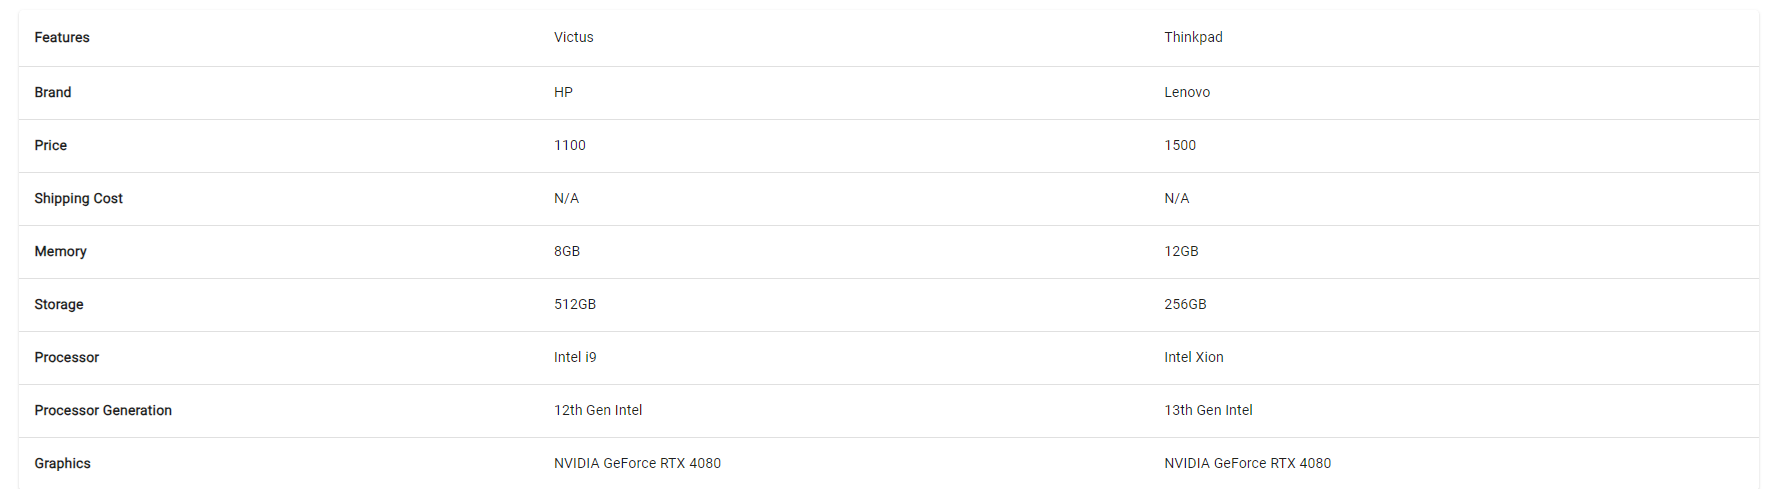 Features Victus Thinkpad
Brand HP Lenovo
Price 1100 1500
Shipping Cost N/A N/A
Memory 8GB 12GB
Storage 512GB 256GB
Processor Intel i9 Intel Xion
Processor Generation 12th Gen Intel 13th Gen Intel
Graphics NVIDIA GeForce RTX 4080 NVIDIA GeForce RTX 4080